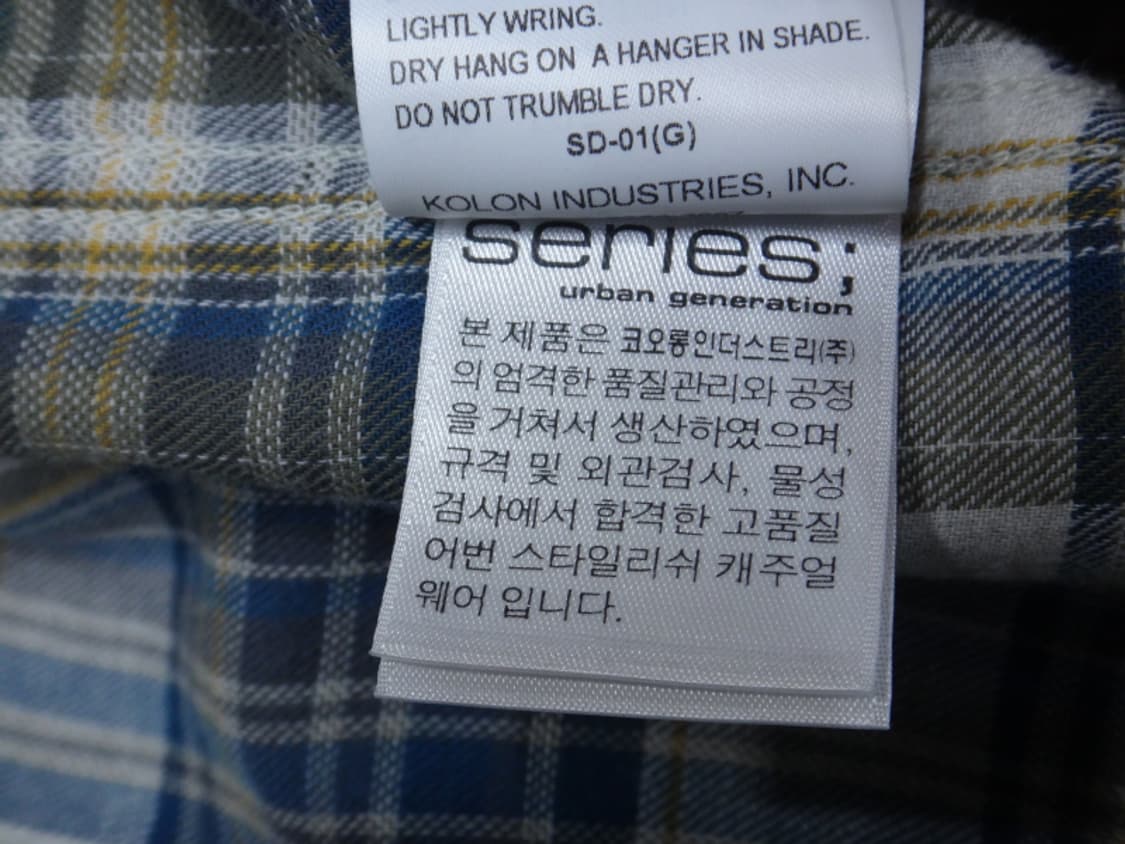 LIGHTLY WRING.
DRY HANG ON A HANGER IN SHADE.
DO NOT TRUMBLE DRY.
SD-01(G)
KOLON INDUSTRIES, INC.
series;
urban generation
본 제품은 코오롱인더스트리(주)
의 엄격한 품질관리와 공정
을 거쳐서 생산하였으며,
규격 및 외관검사, 물성
검사에서 합격한 고품질
어번 스타일리쉬 캐주얼
웨어 입니다.